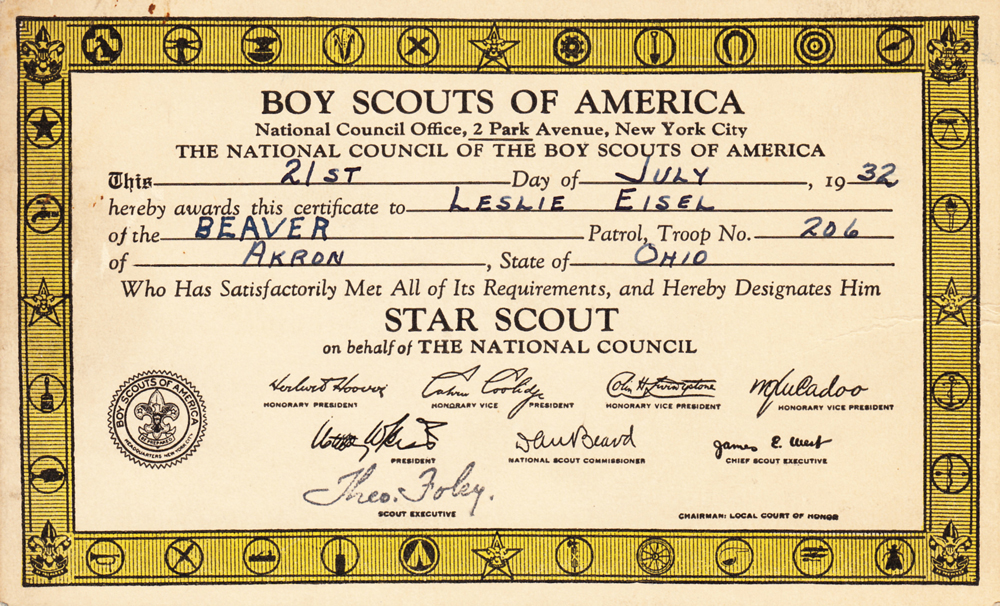 BOY SCOUTS OF AMERICA
National Council Office, 2 Park Avenue, New York City
THE NATIONAL COUNCIL OF THE BOY SCOUTS OF AMERICA
This 21ST Day of JULY, 1932
hereby awards this certificate to LESLIE EISEL
of the BEAVER Patrol, Troop No. 206
of AKRON, State of OHIO
Who Has Satisfactorily Met All of Its Requirements, and Hereby Designates Him
STAR SCOUT
on behalf of THE NATIONAL COUNCIL
Herbert Hoover Calvin Coolidge Colin H. Livingstone McAdoo
HONORARY PRESIDENT HONORARY VICE PRESIDENT HONORARY VICE PRESIDENT HONORARY VICE PRESIDENT
BOY SCOUTS OF AMERICA
BE PREPARED
HEADQUARTERS NEW YORK CITY
Dan Beard James E. West
PRESIDENT NATIONAL SCOUT COMMISSIONER CHIEF SCOUT EXECUTIVE
Theo. Foley.
SCOUT EXECUTIVE CHAIRMAN: LOCAL COURT OF HONOR